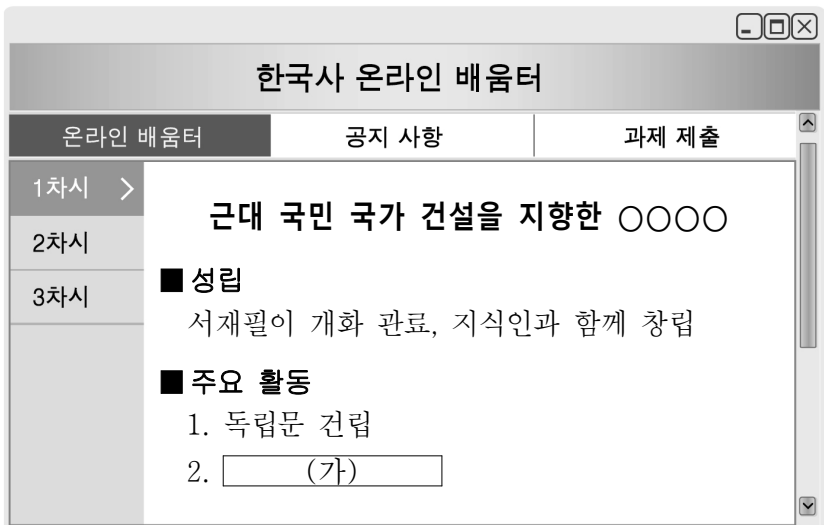 한국사 온라인 배움터
온라인 배움터 공지 사항 과제 제출
1차시 >
2차시
3차시
근대 국민 국가 건설을 지향한 ○○○○
■ 성립
서재필이 개화 관료, 지식인과 함께 창립
■ 주요 활동
1. 독립문 건립
2. (가)